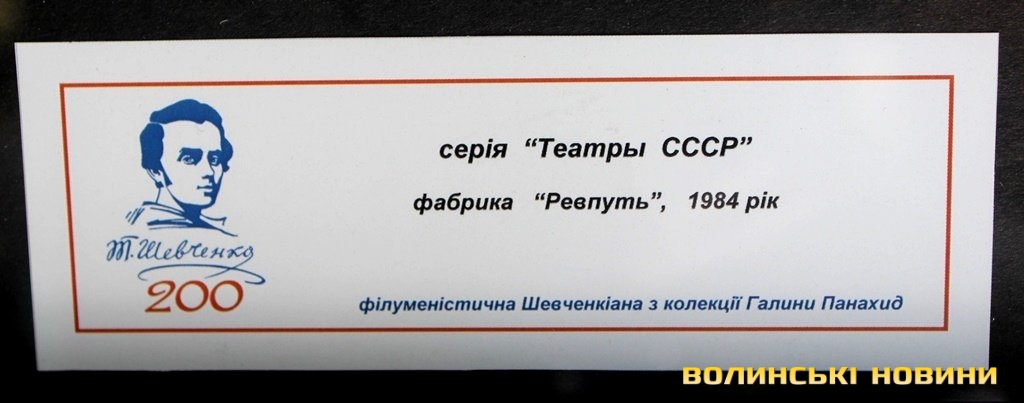 серія “Театры СССР”
фабрика “Ревпуть”, 1984 рік
Т. Шевченко
200
філуменістична Шевченкіана з колекції Галини Панахид
ВОЛИНСЬКІ НОВИНИ